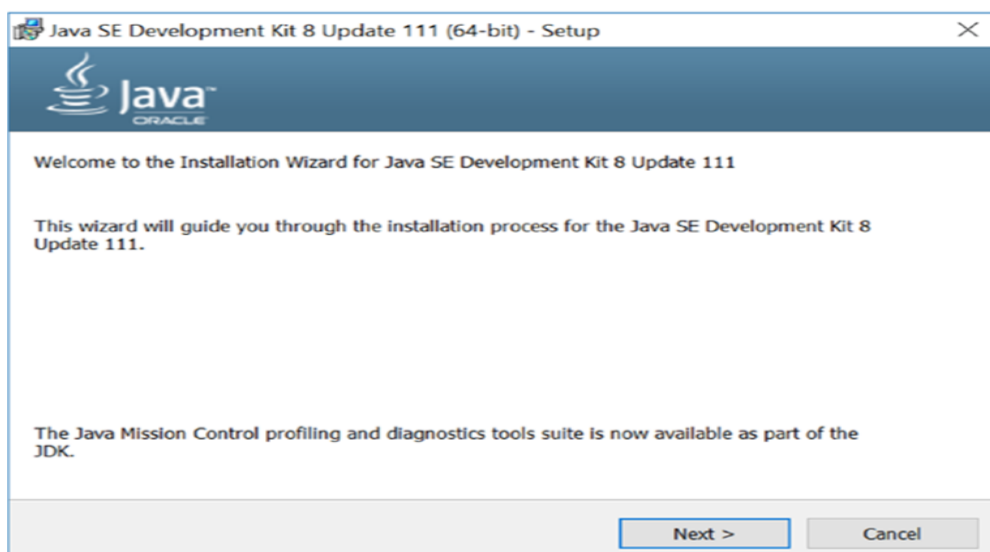 Java SE Development Kit 8 Update 111 (64-bit) - Setup
Java™
ORACLE
Welcome to the Installation Wizard for Java SE Development Kit 8 Update 111
This wizard will guide you through the installation process for the Java SE Development Kit 8
Update 111.
The Java Mission Control profiling and diagnostics tools suite is now available as part of the
JDK.
Next >
Cancel